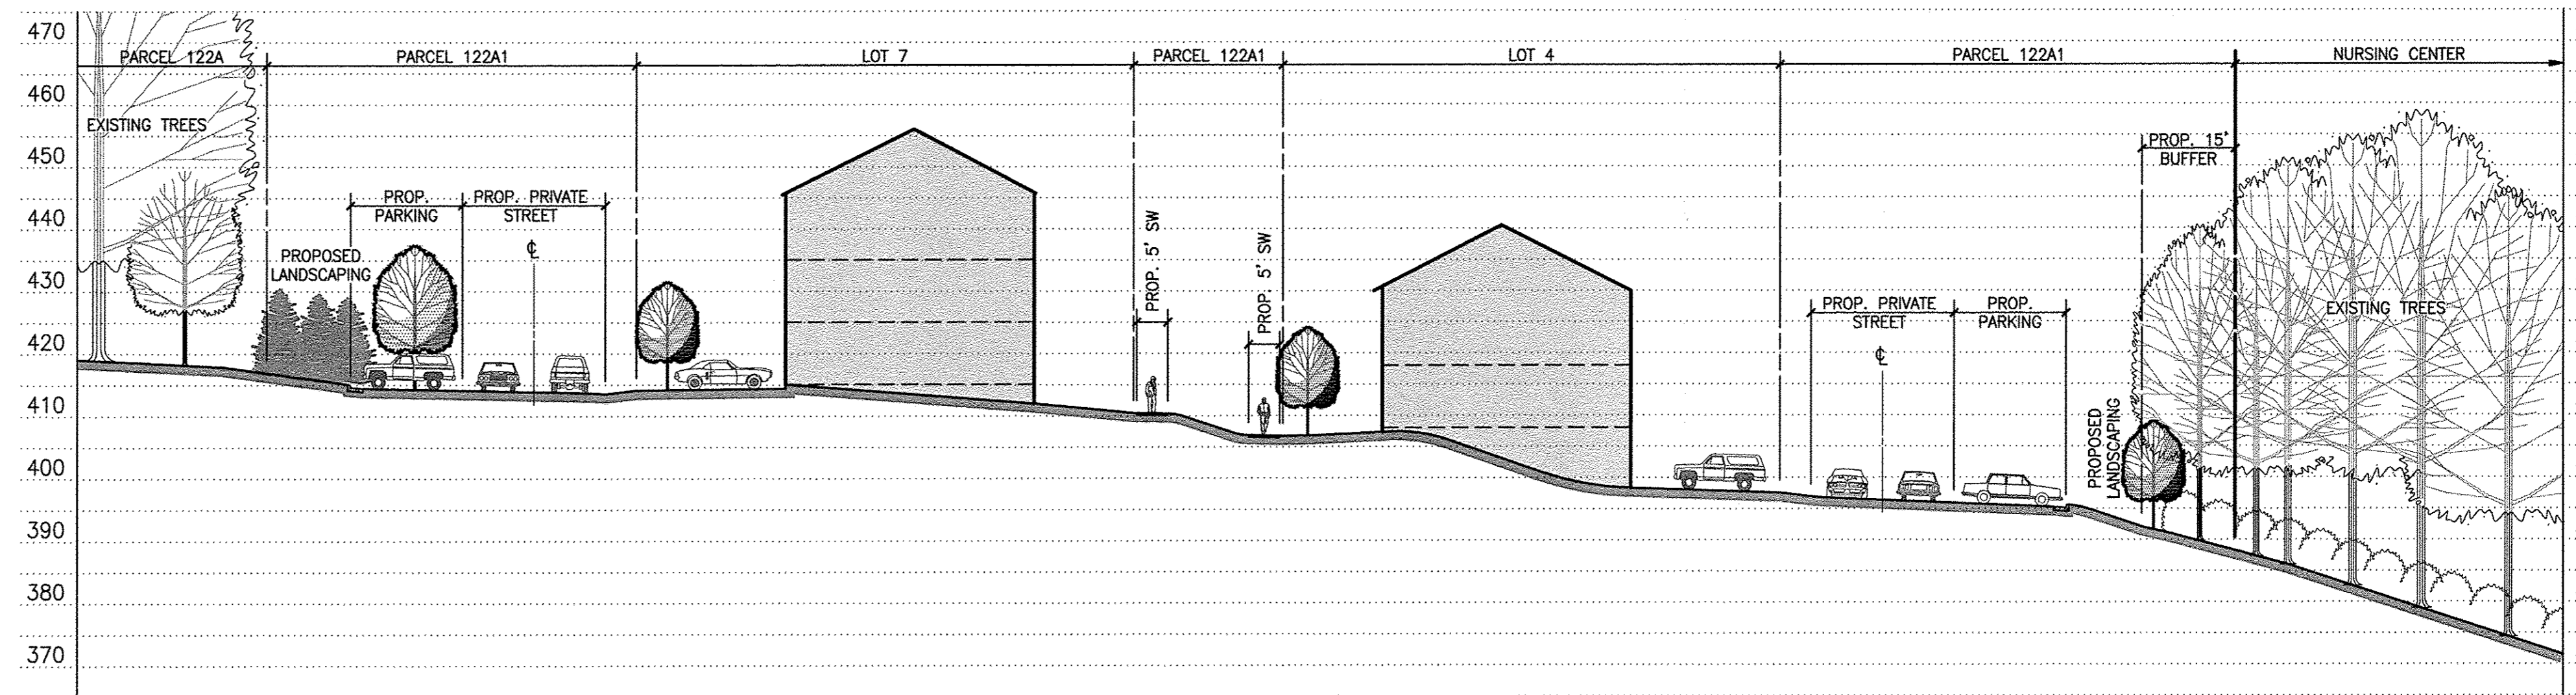 470
460
450
440
430
420
410
400
390
380
370
PARCEL 122A
PARCEL 122A1
LOT 7
PARCEL 122A1
LOT 4
PARCEL 122A1
NURSING CENTER
EXISTING TREES
PROPOSED
LANDSCAPING
PROP.
PARKING
PROP. PRIVATE
STREET
℄
PROP. 5' SW
PROP. 5' SW
PROP. PRIVATE
STREET
℄
PROP.
PARKING
PROPOSED
LANDSCAPING
PROP. 15'
BUFFER
EXISTING TREES